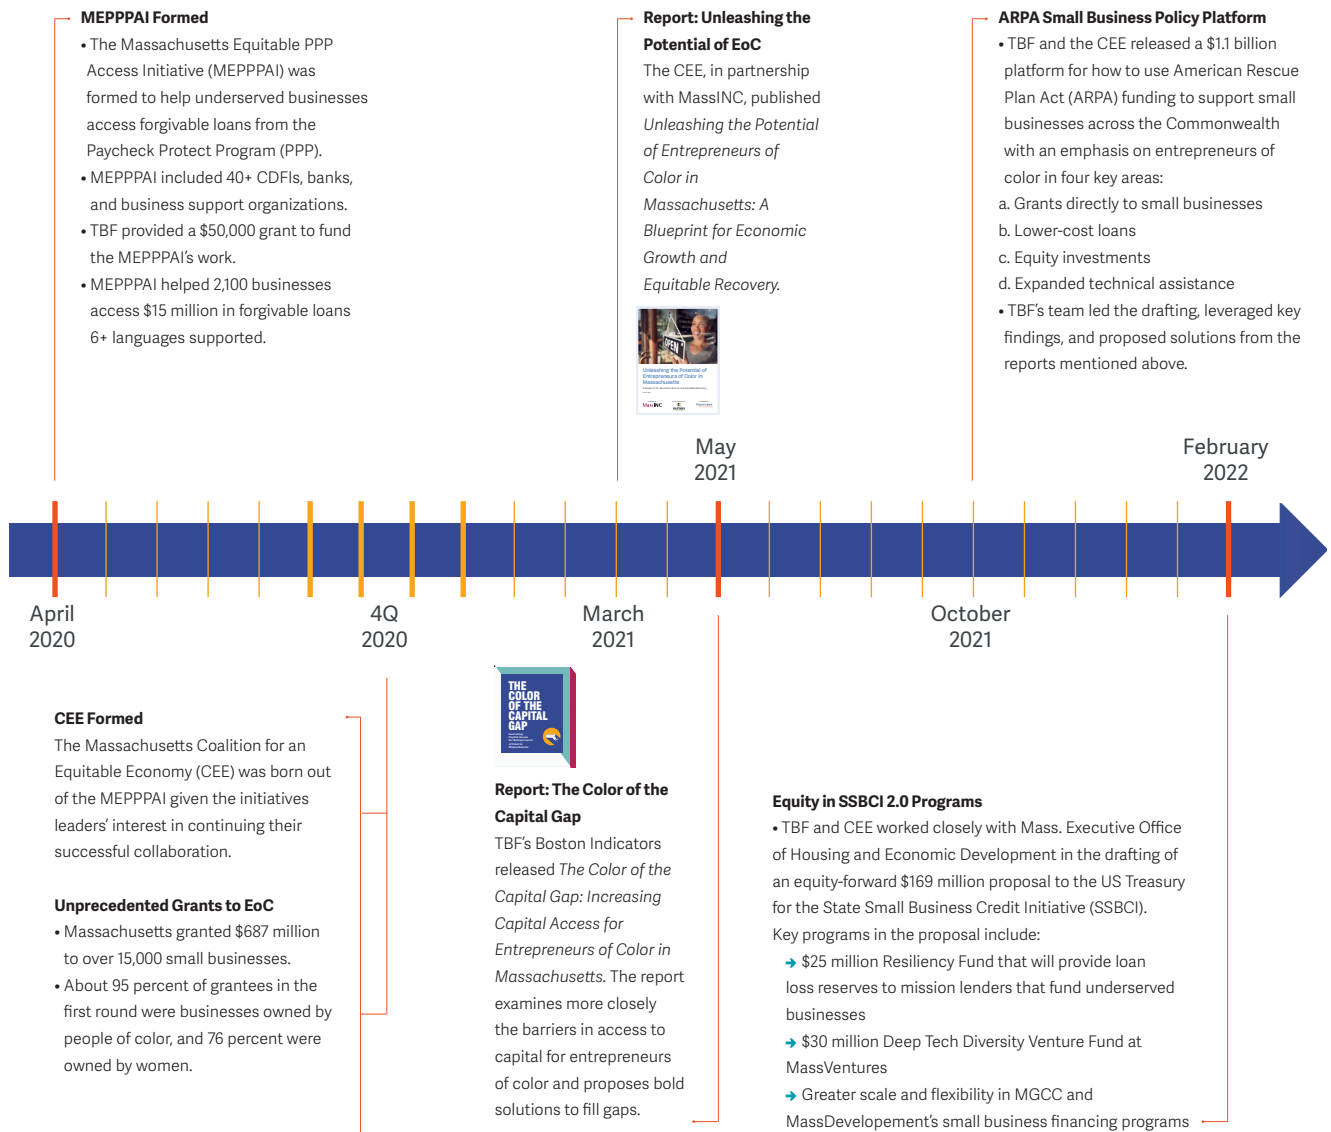 MEPPPAI Formed
• The Massachusetts Equitable PPP
Access Initiative (MEPPPAI) was
formed to help underserved businesses
access forgivable loans from the
Paycheck Protect Program (PPP).
• MEPPPAI included 40+ CDFIs, banks,
and business support organizations.
• TBF provided a $50,000 grant to fund
the MEPPPAI's work.
• MEPPPAI helped 2,100 businesses
access $15 million in forgivable loans
6+ languages supported.
Report: Unleashing the
Potential of EoC
The CEE, in partnership
with MassINC, published
Unleashing the Potential
of Entrepreneurs of
Color in
Massachusetts: A
Blueprint for Economic
Growth and
Equitable Recovery.
OPEN
Unleashing the Potential of
Entrepreneurs of Color in
Massachusetts
MassINC
ARPA Small Business Policy Platform
• TBF and the CEE released a $1.1 billion
platform for how to use American Rescue
Plan Act (ARPA) funding to support small
businesses across the Commonwealth
with an emphasis on entrepreneurs of
color in four key areas:
a. Grants directly to small businesses
b. Lower-cost loans
c. Equity investments
d. Expanded technical assistance
• TBF's team led the drafting, leveraged key
findings, and proposed solutions from the
reports mentioned above.
May
2021
February
2022
April
2020
4Q
2020
March
2021
October
2021
CEE Formed
The Massachusetts Coalition for an
Equitable Economy (CEE) was born out
of the MEPPPAI given the initiatives
leaders' interest in continuing their
successful collaboration.
Unprecedented Grants to EoC
• Massachusetts granted $687 million
to over 15,000 small businesses.
• About 95 percent of grantees in the
first round were businesses owned by
people of color, and 76 percent were
owned by women.
THE
COLOR
OF THE
CAPITAL
GAP
Report: The Color of the
Capital Gap
TBF's Boston Indicators
released The Color of the
Capital Gap: Increasing
Capital Access for
Entrepreneurs of Color in
Massachusetts. The report
examines more closely
the barriers in access to
capital for entrepreneurs
of color and proposes bold
solutions to fill gaps.
Equity in SSBCI 2.0 Programs
• TBF and CEE worked closely with Mass. Executive Office
of Housing and Economic Development in the drafting of
an equity-forward $169 million proposal to the US Treasury
for the State Small Business Credit Initiative (SSBCI).
Key programs in the proposal include:
→ $25 million Resiliency Fund that will provide loan
loss reserves to mission lenders that fund underserved
businesses
→ $30 million Deep Tech Diversity Venture Fund at
MassVentures
→ Greater scale and flexibility in MGCC and
MassDevelopement's small business financing programs